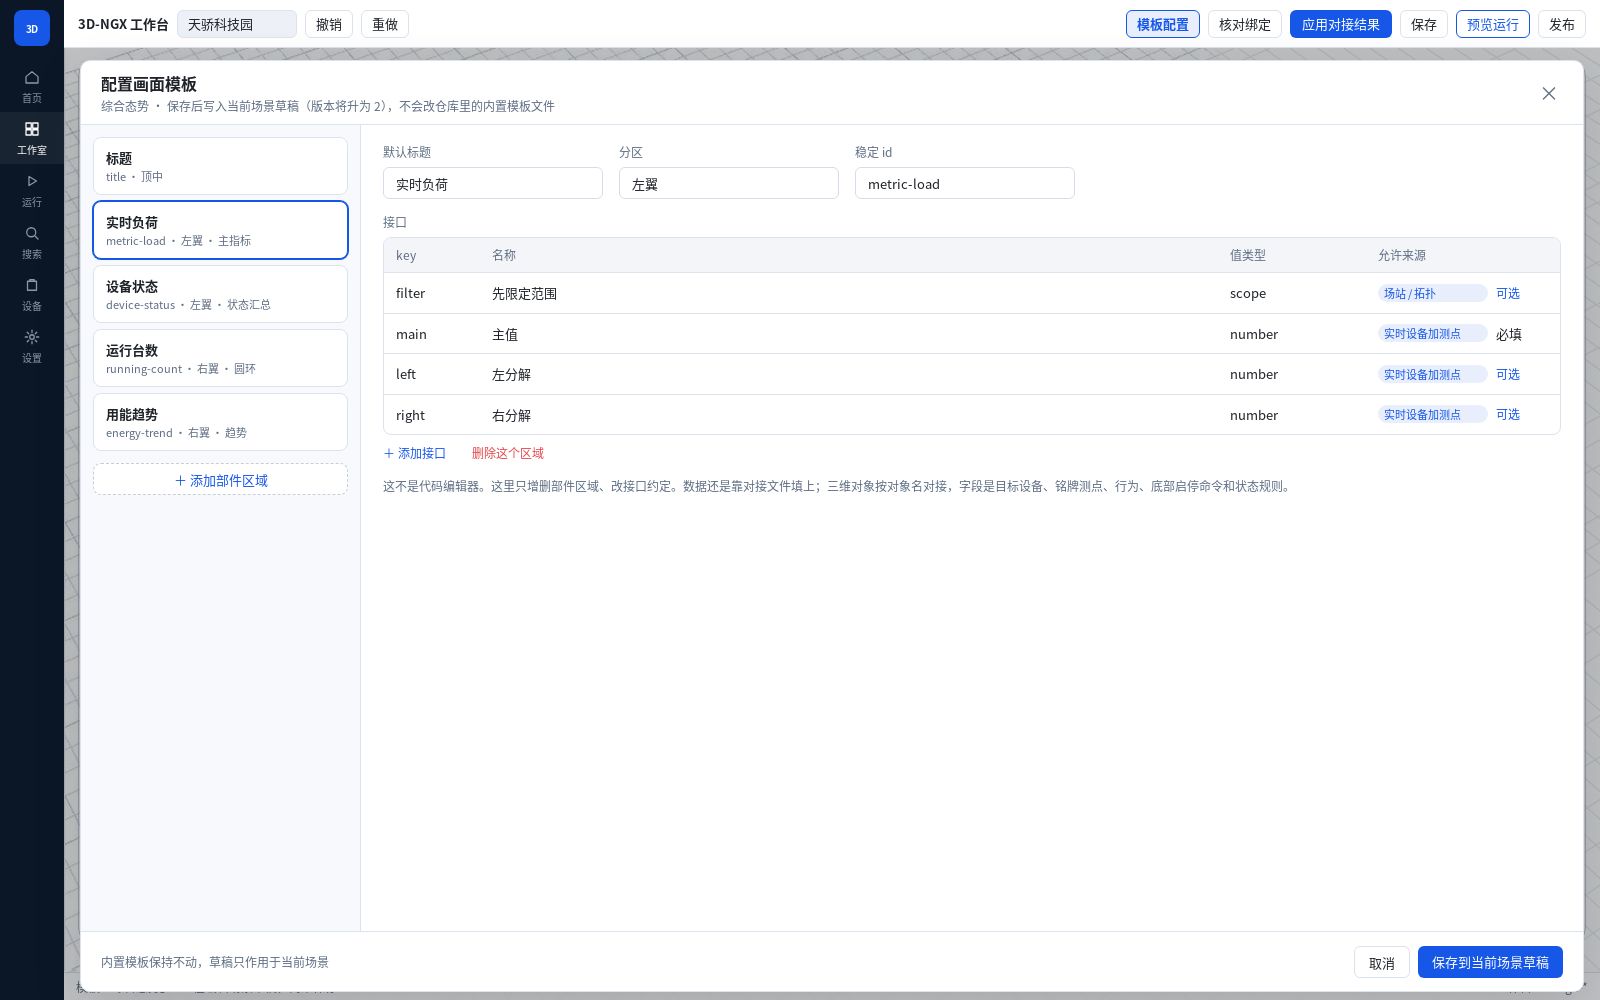 3D
首页
工作室
运行
搜索
设备
设置
3D-NGX 工作台 天骄科技园 撤销 重做 模板配置 核对绑定 应用对接结果 保存 预览运行 发布
配置画面模板
综合态势 · 保存后写入当前场景草稿（版本将升为 2），不会改仓库里的内置模板文件
标题
title · 顶中
实时负荷
metric-load · 左翼 · 主指标
设备状态
device-status · 左翼 · 状态汇总
运行台数
running-count · 右翼 · 圆环
用能趋势
energy-trend · 右翼 · 趋势
＋ 添加部件区域
默认标题 分区 稳定 id
实时负荷 左翼 metric-load
接口
key 名称 值类型 允许来源
filter 先限定范围 scope 场站 / 拓扑 可选
main 主值 number 实时设备加测点 必填
left 左分解 number 实时设备加测点 可选
right 右分解 number 实时设备加测点 可选
＋ 添加接口 删除这个区域
这不是代码编辑器。这里只增删部件区域、改接口约定。数据还是靠对接文件填上；三维对象按对象名对接，字段是目标设备、铭牌测点、行为、底部启停命令和状态规则。
内置模板保持不动，草稿只作用于当前场景
取消 保存到当前场景草稿